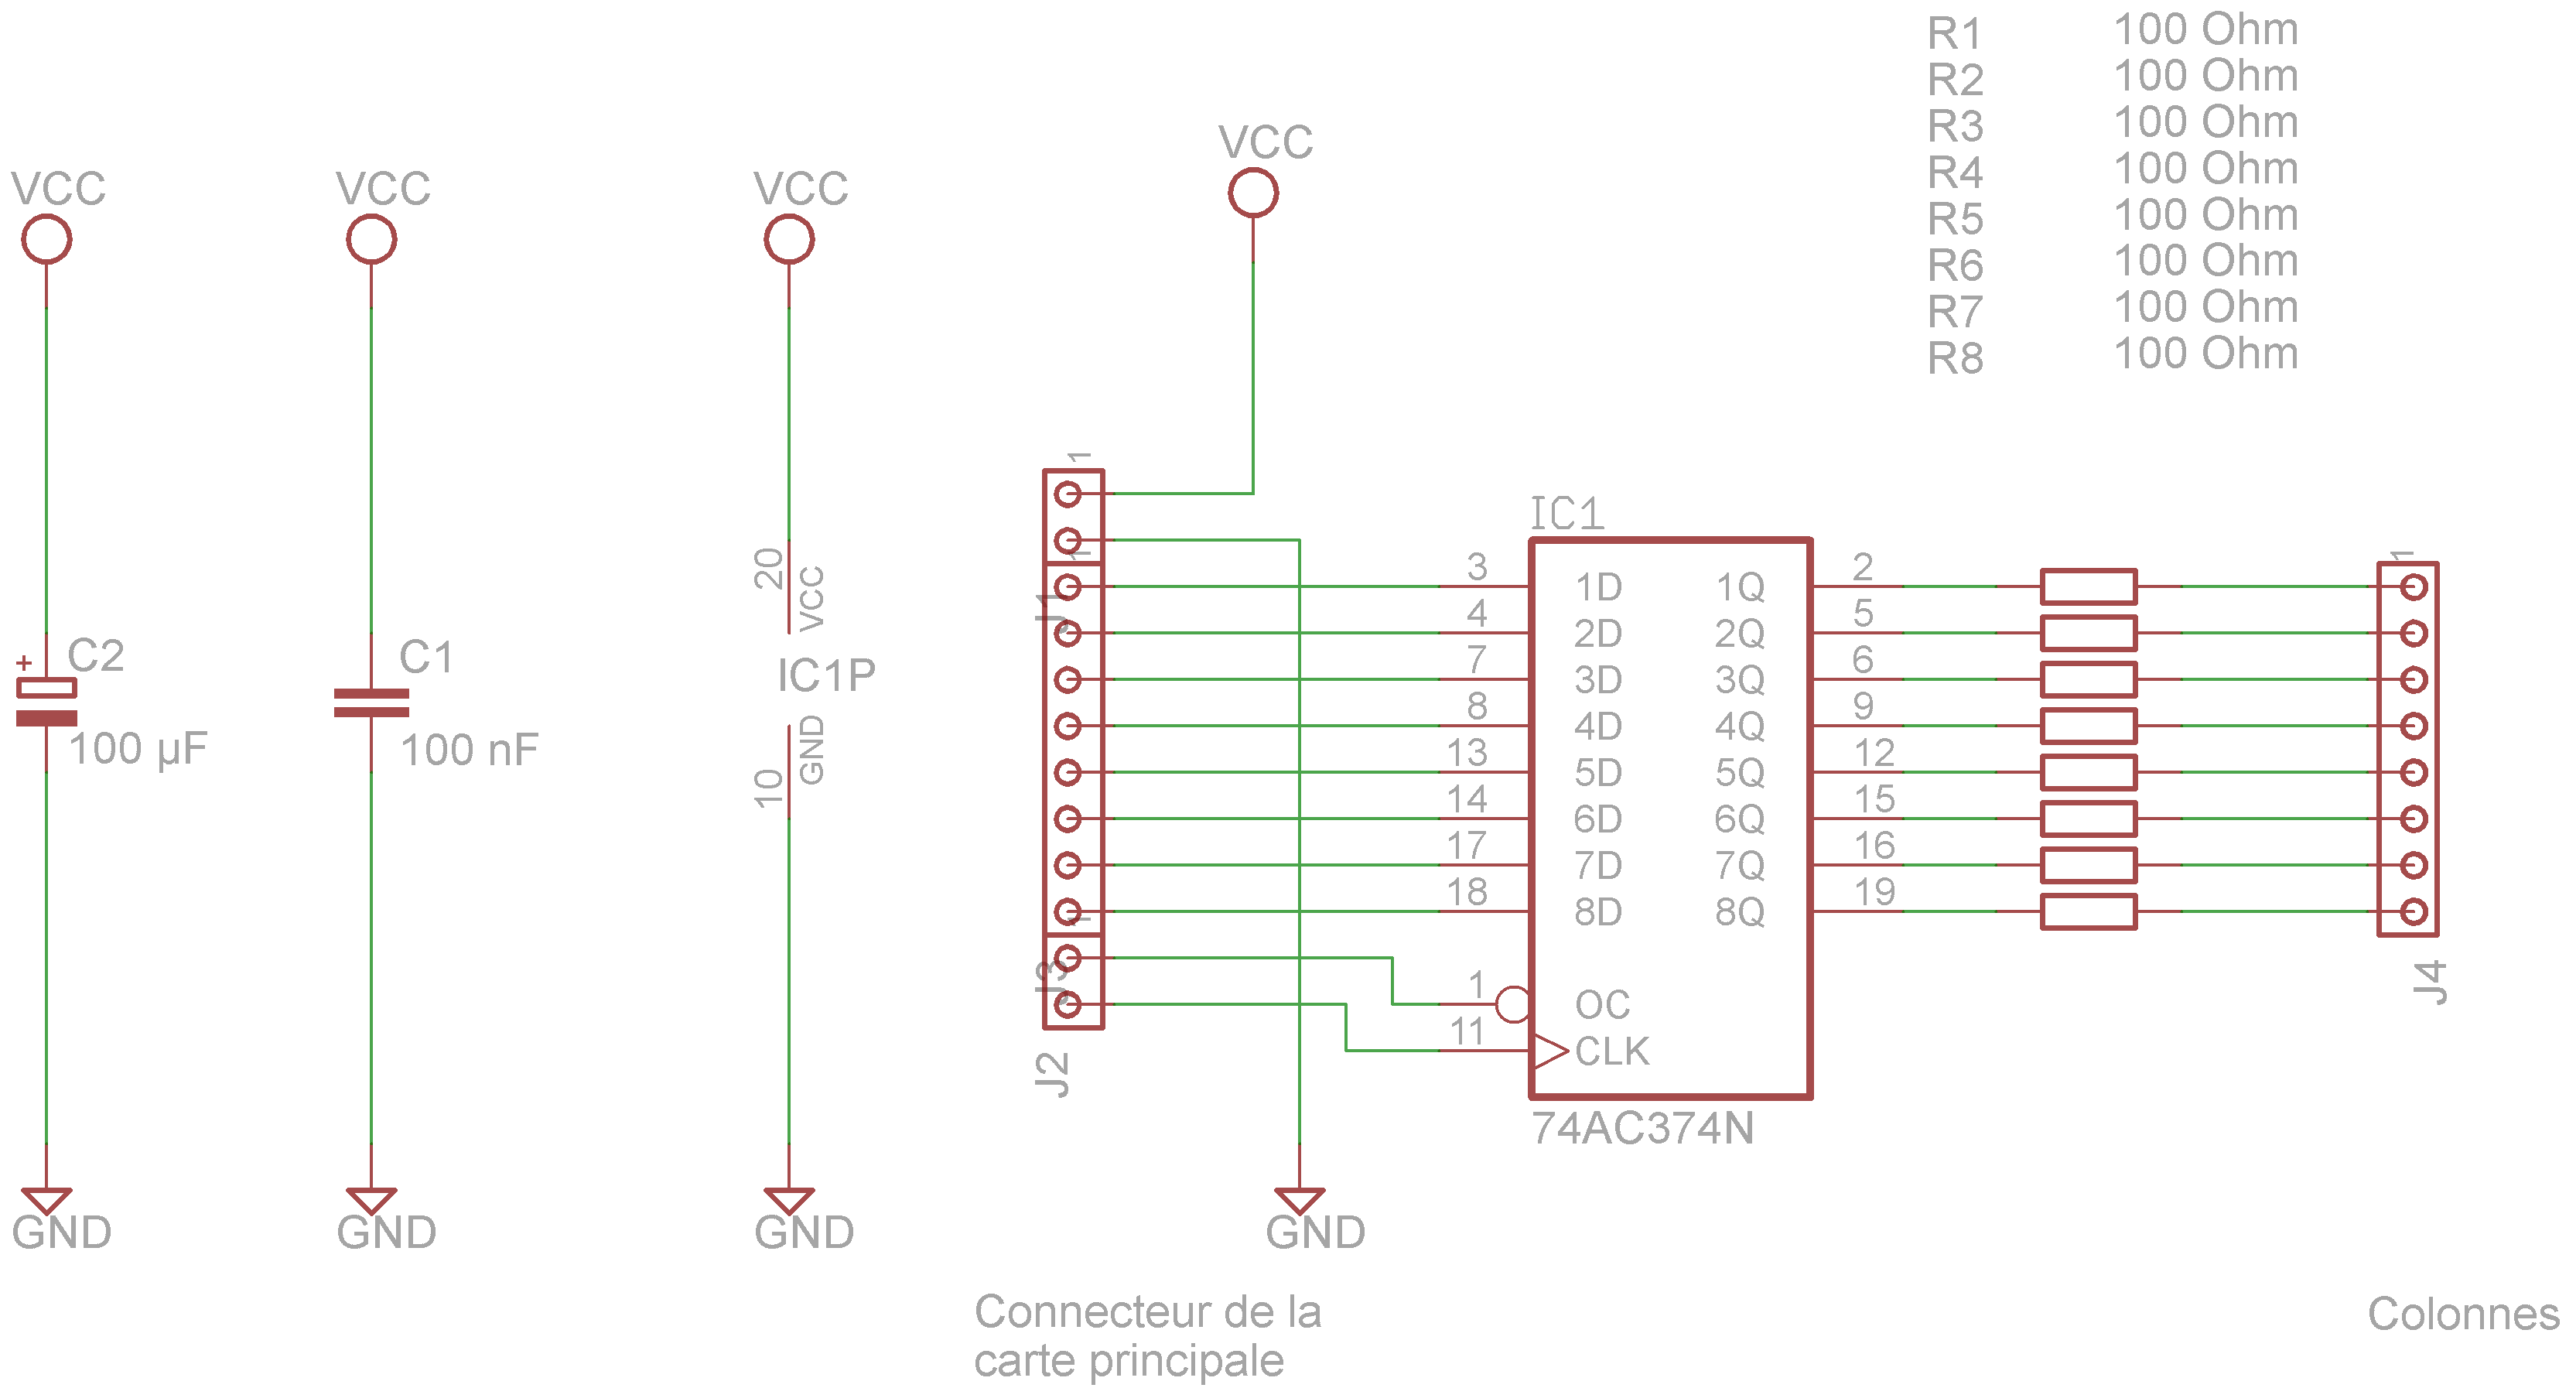 R1 100 Ohm
R2 100 Ohm
R3 100 Ohm
R4 100 Ohm
R5 100 Ohm
R6 100 Ohm
R7 100 Ohm
R8 100 Ohm
VCC
VCC
VCC
VCC
+ C2
100 µF
C1
100 nF
20
VCC
IC1P
GND
10
1
1
J1
1
J3
J2
IC1
3 1D 1Q 2
4 2D 2Q 5
7 3D 3Q 6
8 4D 4Q 9
13 5D 5Q 12
14 6D 6Q 15
17 7D 7Q 16
18 8D 8Q 19
1 OC
11 CLK
74AC374N
1
J4
GND
GND
GND
GND
Connecteur de la
carte principale
Colonnes